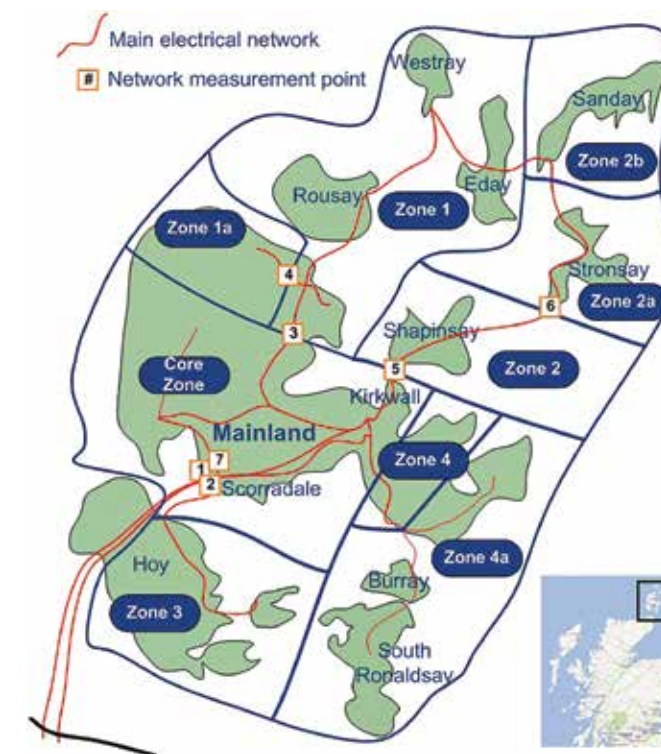 Main electrical network
# Network measurement point
Westray
Sanday
Zone 2b
Eday
Rousay
Zone 1
Zone 1a
4
Stronsay
Zone 2a
6
3
Shapinsay
5
Zone 2
Core
Zone
Kirkwall
Mainland
7
1
2
Scorradale
Zone 4
Zone 4a
Hoy
Burray
Zone 3
South
Ronaldsay